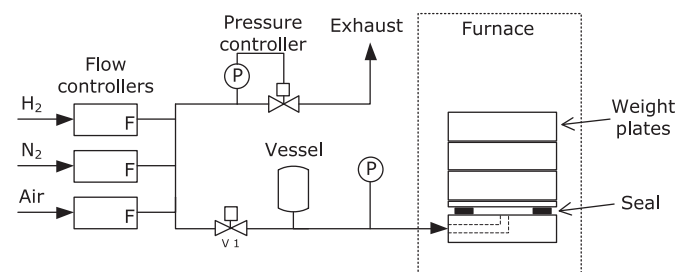 Pressure
controller
Exhaust
Furnace
Flow
controllers
P
H₂
F
Weight
plates
N₂
F
Vessel
P
Air
F
Seal
V 1